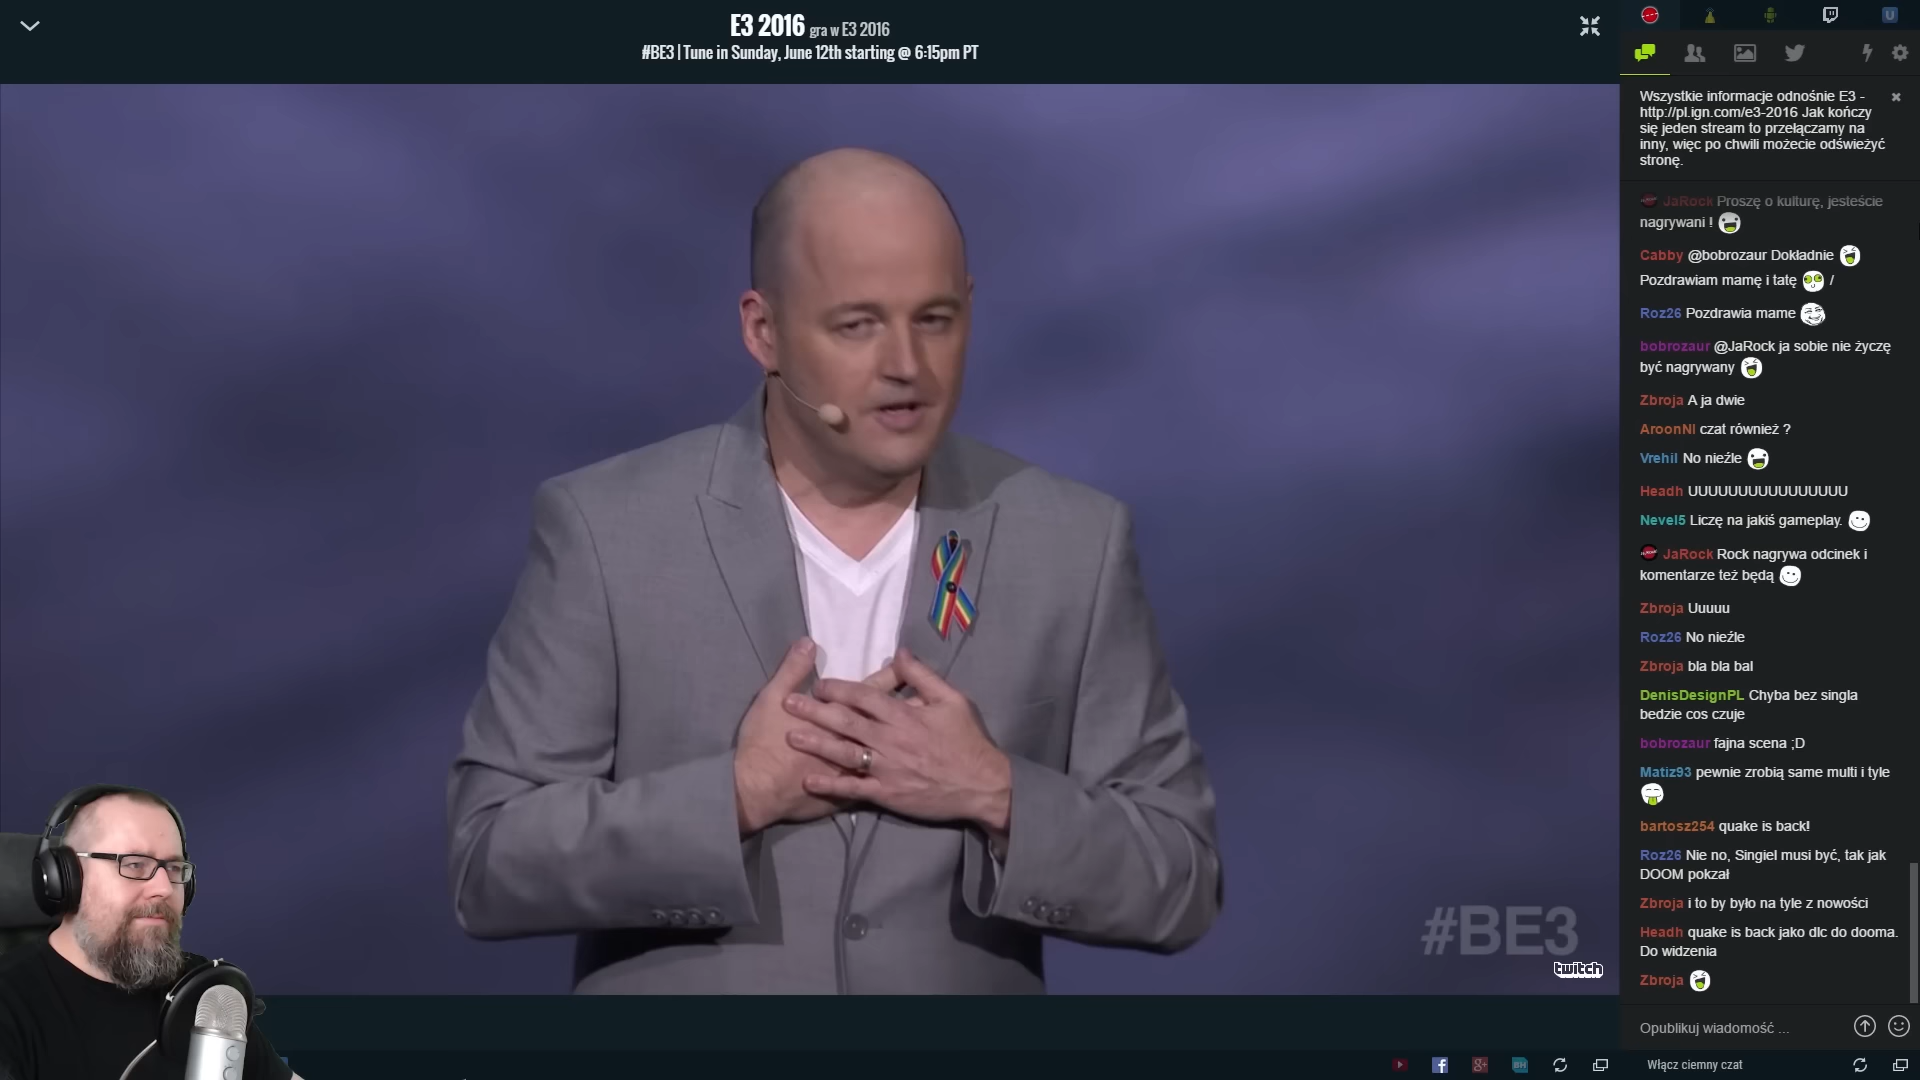 E3 2016 gra w E3 2016
#BE3 | Tune in Sunday, June 12th starting @ 6:15pm PT
#BE3
twitch
Wszystkie informacje odnośnie E3 -
http://pl.ign.com/e3-2016 Jak kończy
się jeden stream to przełączamy na
inny, więc po chwili możecie odświeżyć
stronę.
JaRock Proszę o kulturę, jesteście
nagrywani !
Cabby @bobrozaur Dokładnie
Pozdrawiam mamę i tatę /
Roz26 Pozdrawia mame
bobrozaur @JaRock ja sobie nie życzę
być nagrywany
Zbroja A ja dwie
AroonNl czat również ?
Vrehil No nieźle
Headh UUUUUUUUUUUUUUUU
Nevel5 Liczę na jakiś gameplay.
JaRock Rock nagrywa odcinek i
komentarze też będą
Zbroja Uuuuu
Roz26 No nieźle
Zbroja bla bla bal
DenisDesignPL Chyba bez singla
bedzie cos czuje
bobrozaur fajna scena ;D
Matiz93 pewnie zrobią same multi i tyle
bartosz254 quake is back!
Roz26 Nie no, Singiel musi być, tak jak
DOOM pokzał
Zbroja i to by było na tyle z nowości
Headh quake is back jako dlc do dooma.
Do widzenia
Zbroja
Opublikuj wiadomość ...
Włącz ciemny czat